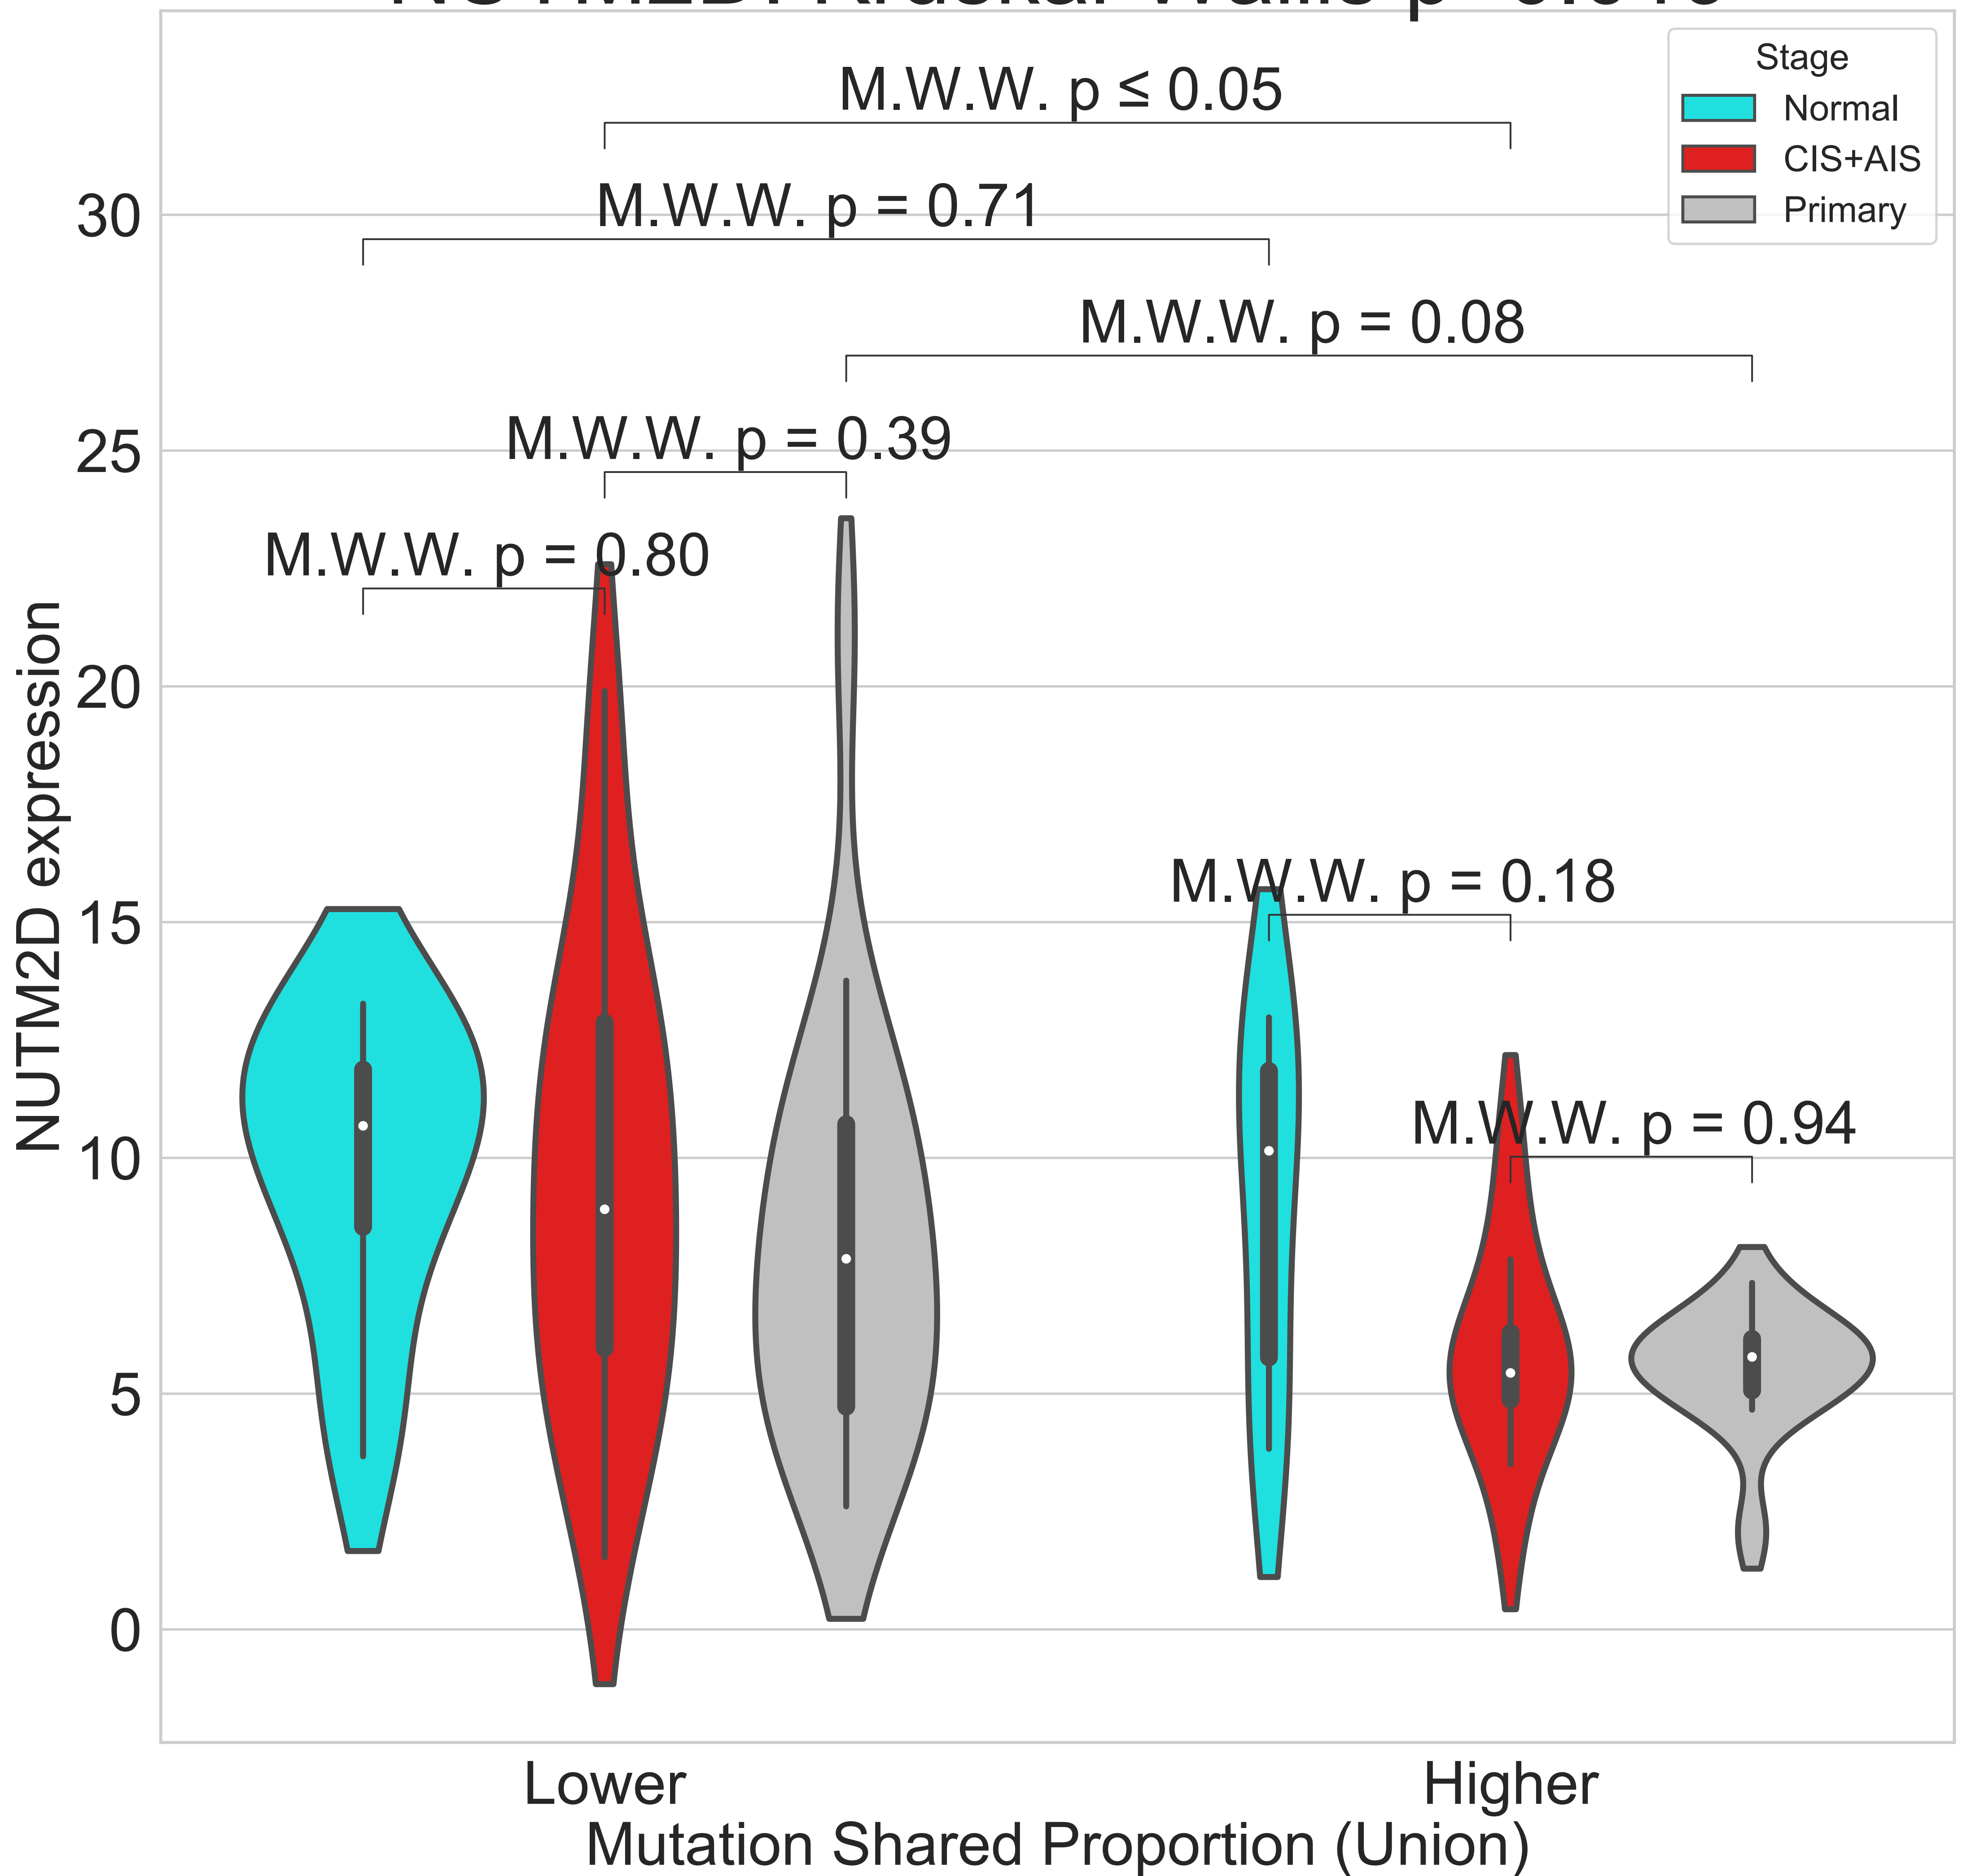 M.W.W. p ≤ 0.05
Stage
Normal
CIS+AIS
Primary
M.W.W. p = 0.71
M.W.W. p = 0.08
M.W.W. p = 0.39
M.W.W. p = 0.80
M.W.W. p = 0.18
M.W.W. p = 0.94
30
25
20
15
10
5
0
NUTM2D expression
Lower
Higher
Mutation Shared Proportion (Union)